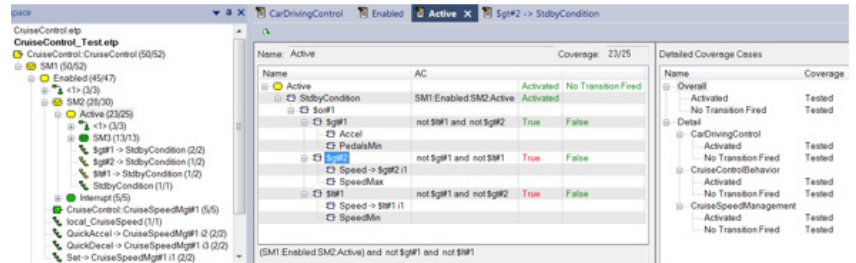 pace
CruiseControl.etp
CruiseControl_Test.etp
CruiseControl::CruiseControl (50/52)
SM1 (50/52)
Enabled (45/47)
<1> (3/3)
SM2 (28/30)
Active (23/25)
<1> (3/3)
SM3 (13/13)
$gt#1 -> StdbyCondition (2/2)
$gt#2 -> StdbyCondition (1/2)
$lt#1 -> StdbyCondition (1/2)
StdbyCondition (1/1)
Interrupt (5/5)
CruiseControl::CruiseSpeedMgt#1 (5/5)
local_CruiseSpeed (1/1)
QuickAccel -> CruiseSpeedMgt#1 i2 (2/2)
QuickDecel -> CruiseSpeedMgt#1 i3 (2/2)
Set -> CruiseSpeedMgt#1 i1 (2/2)
CarDrivingControl
Enabled
Active
$gt#2 -> StdbyCondition
Name: Active Coverage: 23/25
Name AC
Active Activated No Transition Fired
StdbyCondition SM1:Enabled:SM2:Active Activated
$or#1
$gt#1 not $lt#1 and not $gt#2 True False
Accel
PedalsMin
$gt#2 not $gt#1 and not $lt#1 True False
Speed -> $gt#2 i1
SpeedMax
$lt#1 not $gt#1 and not $gt#2 True False
Speed -> $lt#1 i1
SpeedMin
(SM1:Enabled:SM2:Active) and not $gt#1 and not $lt#1
Detailed Coverage Cases
Name Coverage
Overall
Activated Tested
No Transition Fired Tested
Detail
CarDrivingControl
Activated Tested
No Transition Fired Tested
CruiseControlBehavior
Activated Tested
No Transition Fired Tested
CruiseSpeedManagement
Activated Tested
No Transition Fired Tested